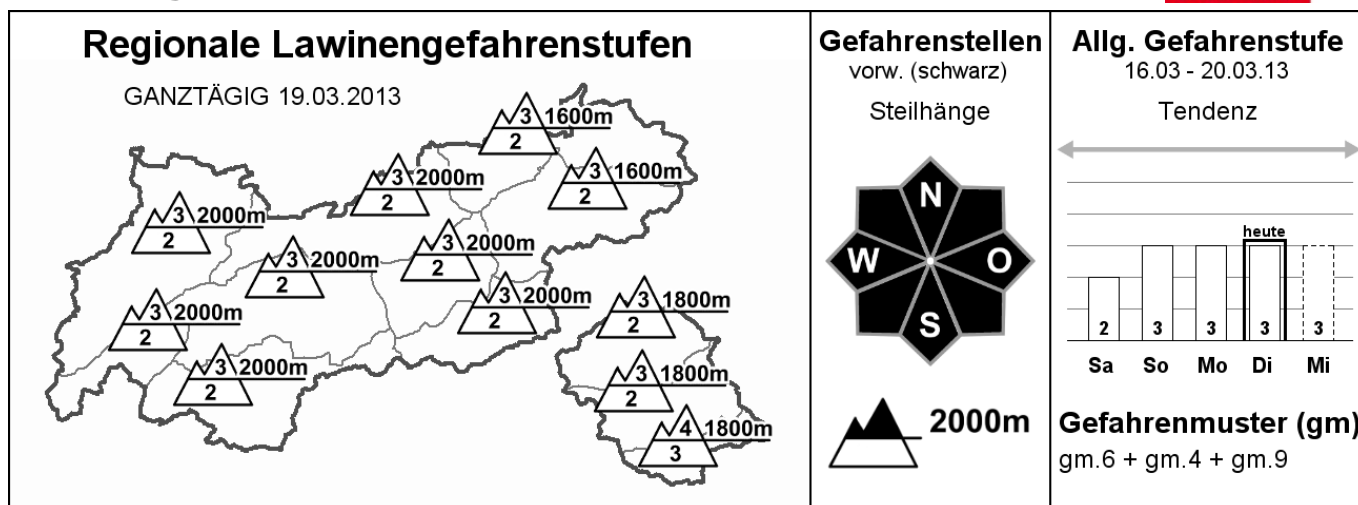 Regionale Lawinengefahrenstufen
GANZTÄGIG 19.03.2013
3 1600m
2
3 1600m
2
3 2000m
2
3 2000m
2
3 2000m
2
3 2000m
2
3 2000m
2
3 1800m
2
3 2000m
2
3 2000m
2
3 1800m
2
4 1800m
3
Gefahrenstellen
vorw. (schwarz)
Steilhänge
N
W O
S
2000m
Allg. Gefahrenstufe
16.03 - 20.03.13
Tendenz
heute
2 3 3 3 3
Sa So Mo Di Mi
Gefahrenmuster (gm)
gm.6 + gm.4 + gm.9